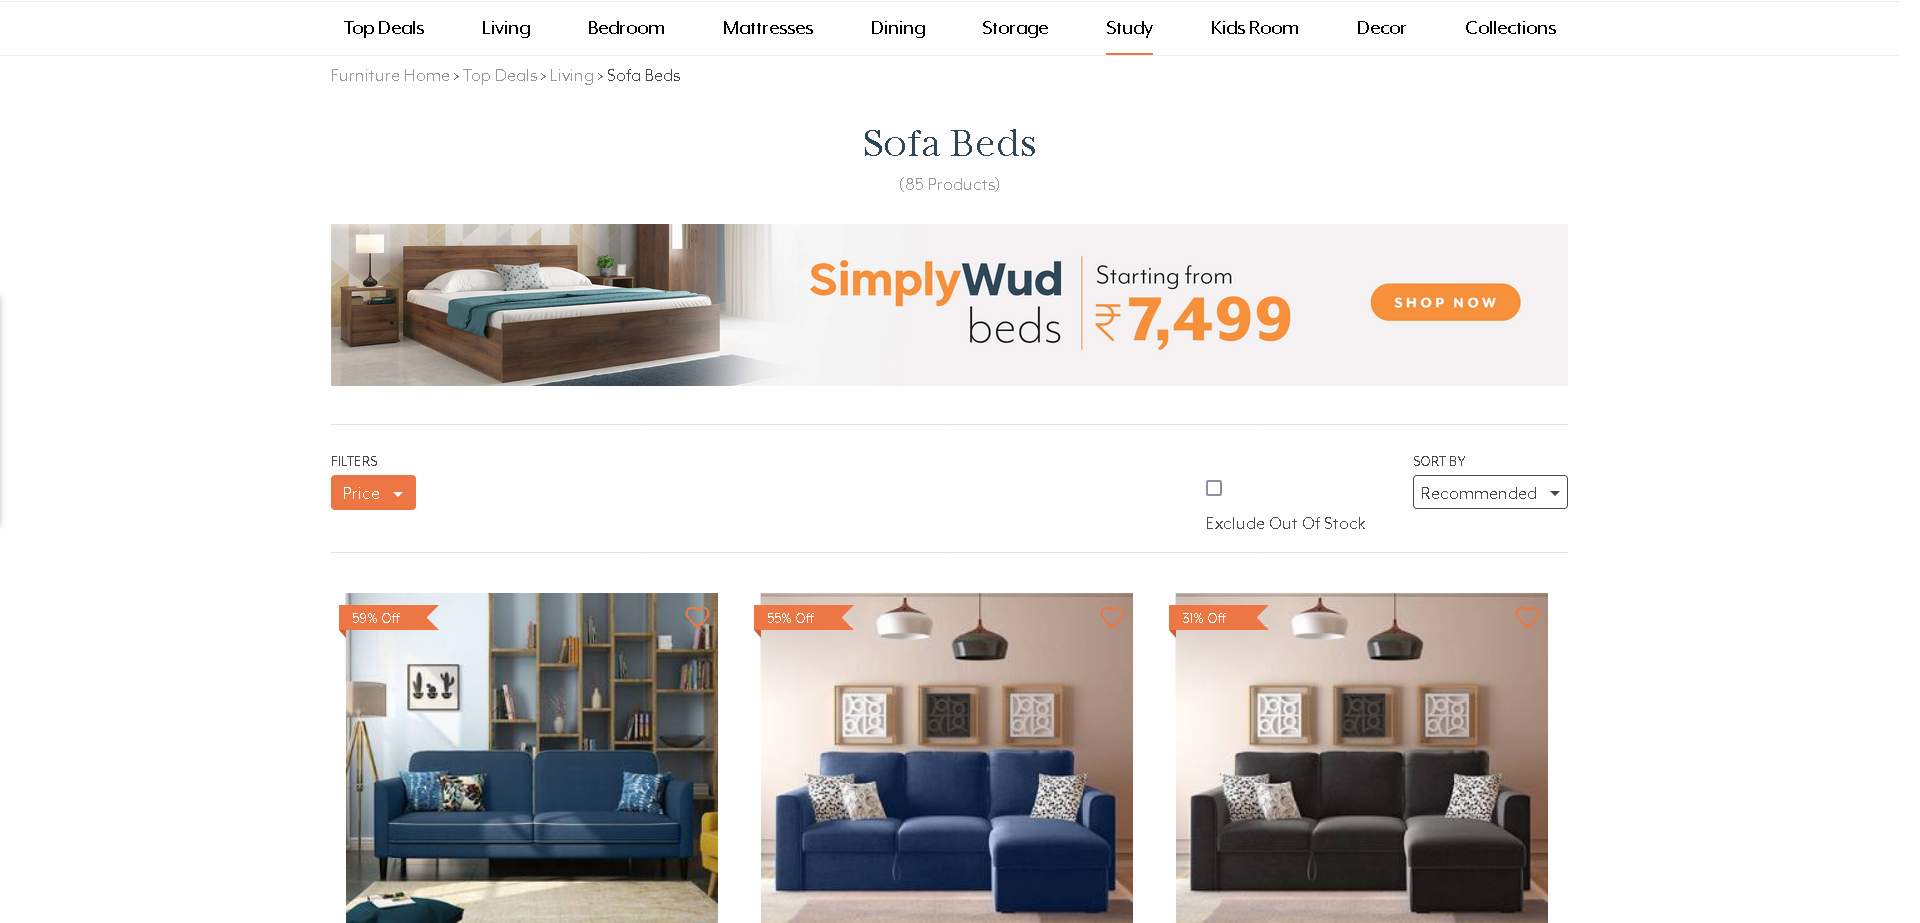 Top Deals Living Bedroom Mattresses Dining Storage Study Kids Room Decor Collections
Furniture Home > Top Deals > Living > Sofa Beds
Sofa Beds
(85 Products)
SimplyWud
beds
Starting from
₹7,499
SHOP NOW
FILTERS
Price
Exclude Out Of Stock
SORT BY
Recommended
59% Off
55% Off
31% Off